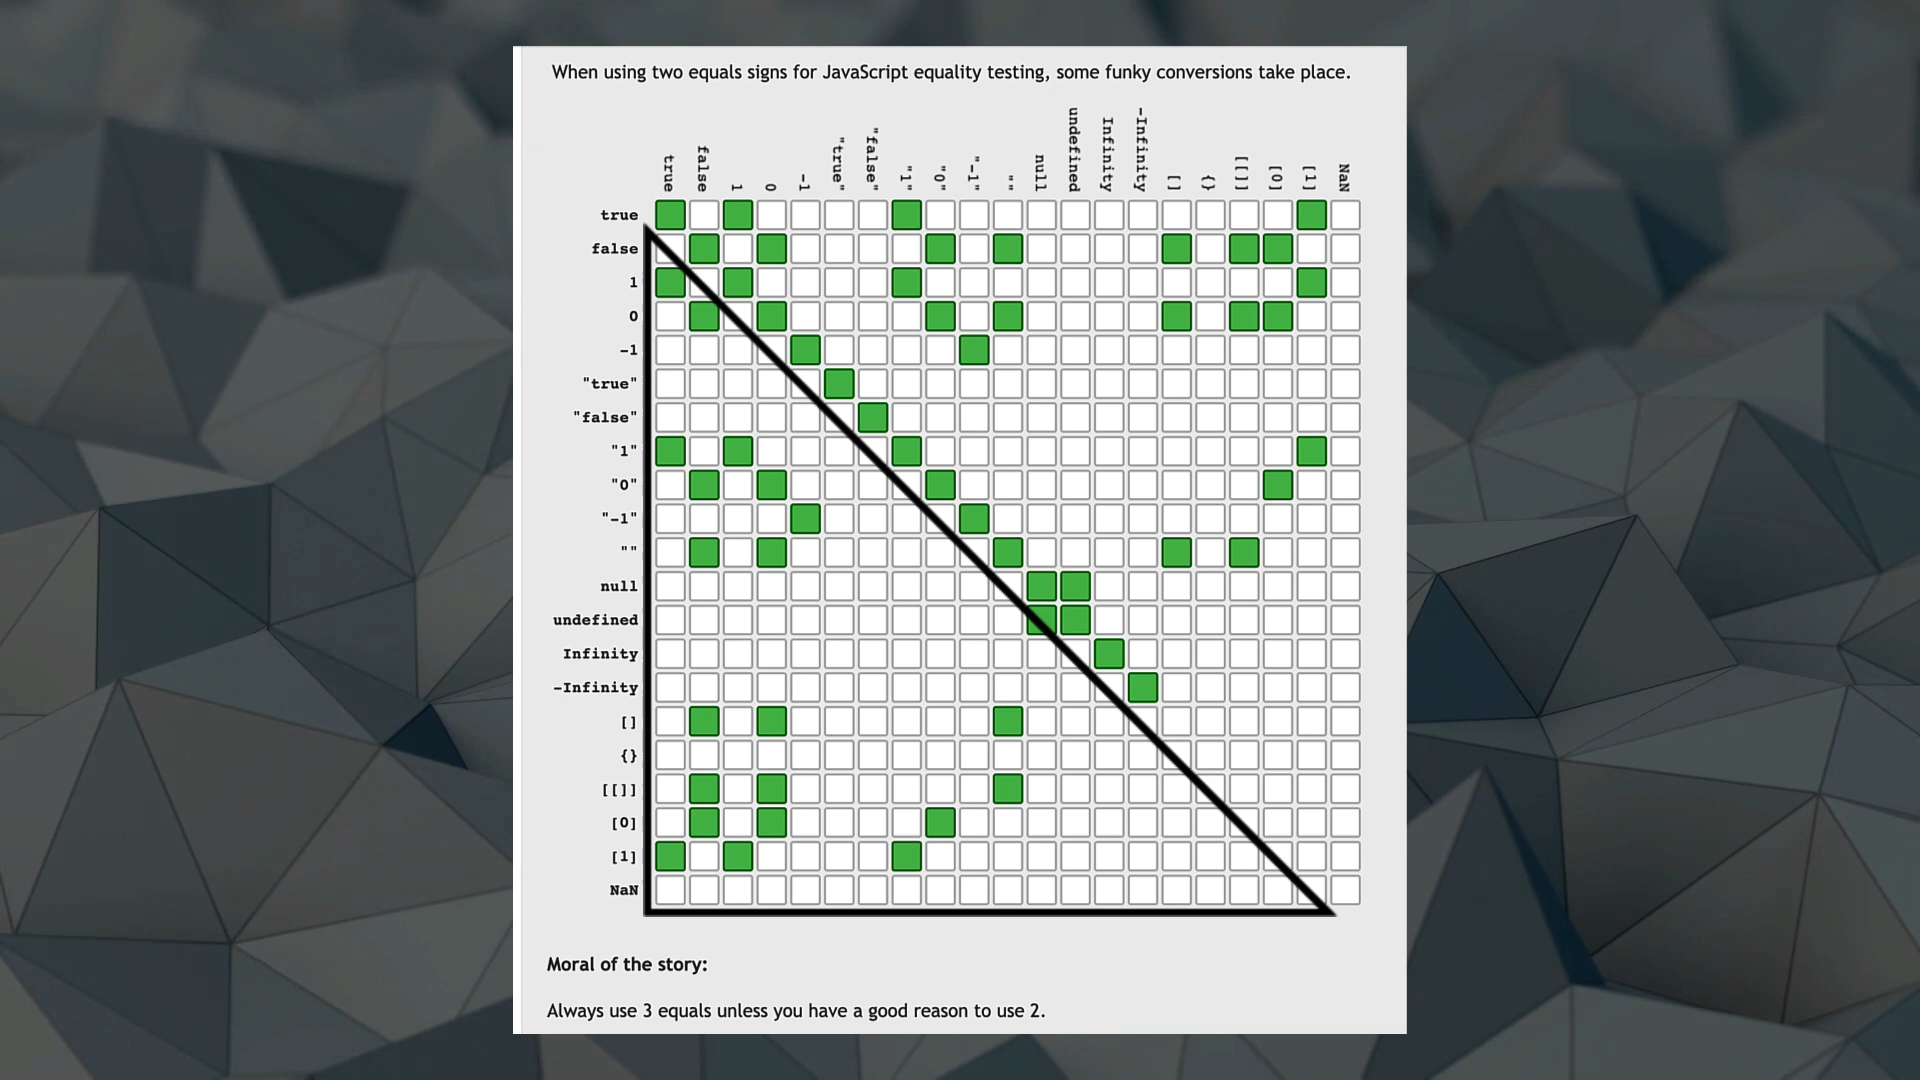 When using two equals signs for JavaScript equality testing, some funky conversions take place.
true
false
1
0
-1
"true"
"false"
"1"
"0"
"-1"
""
null
undefined
Infinity
-Infinity
[]
{}
[[]]
[0]
[1]
NaN
true
false
1
0
-1
"true"
"false"
"1"
"0"
"-1"
""
null
undefined
Infinity
-Infinity
[]
{}
[[]]
[0]
[1]
NaN
Moral of the story:
Always use 3 equals unless you have a good reason to use 2.